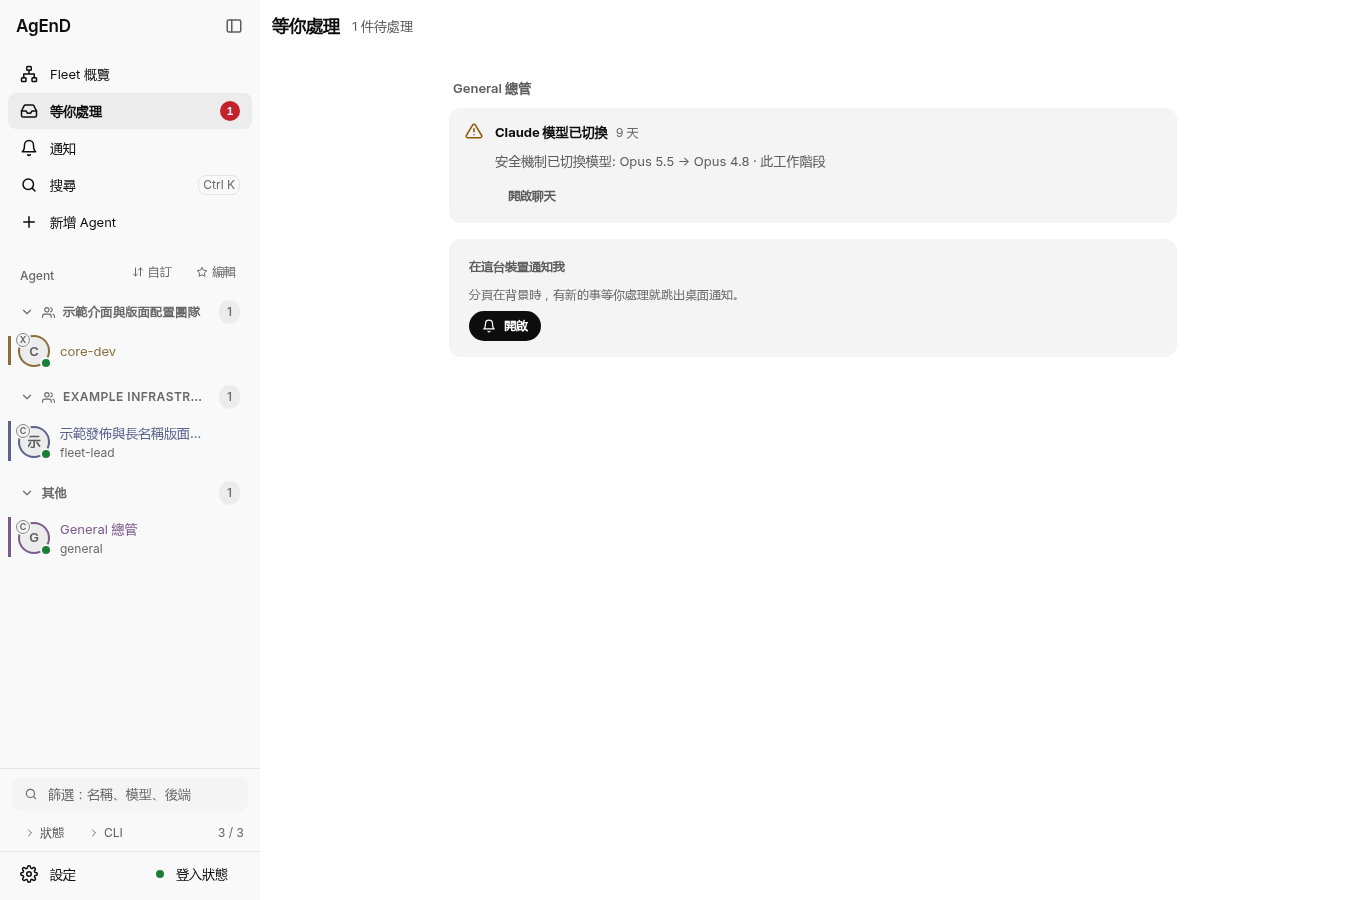 AgEnD
Fleet 概覽
等你處理
1
通知
搜尋
Ctrl K
新增 Agent
Agent
自訂
編輯
示範介面與版面配置團隊
1
X
C
core-dev
EXAMPLE INFRASTR...
1
C
示
示範發佈與長名稱版面...
fleet-lead
其他
1
C
G
General 總管
general
篩選：名稱、模型、後端
狀態
CLI
3 / 3
設定
登入狀態
等你處理
1 件待處理
General 總管
Claude 模型已切換 9 天
安全機制已切換模型: Opus 5.5 → Opus 4.8 · 此工作階段
開啟聊天
在這台裝置通知我
分頁在背景時，有新的事等你處理就跳出桌面通知。
開啟